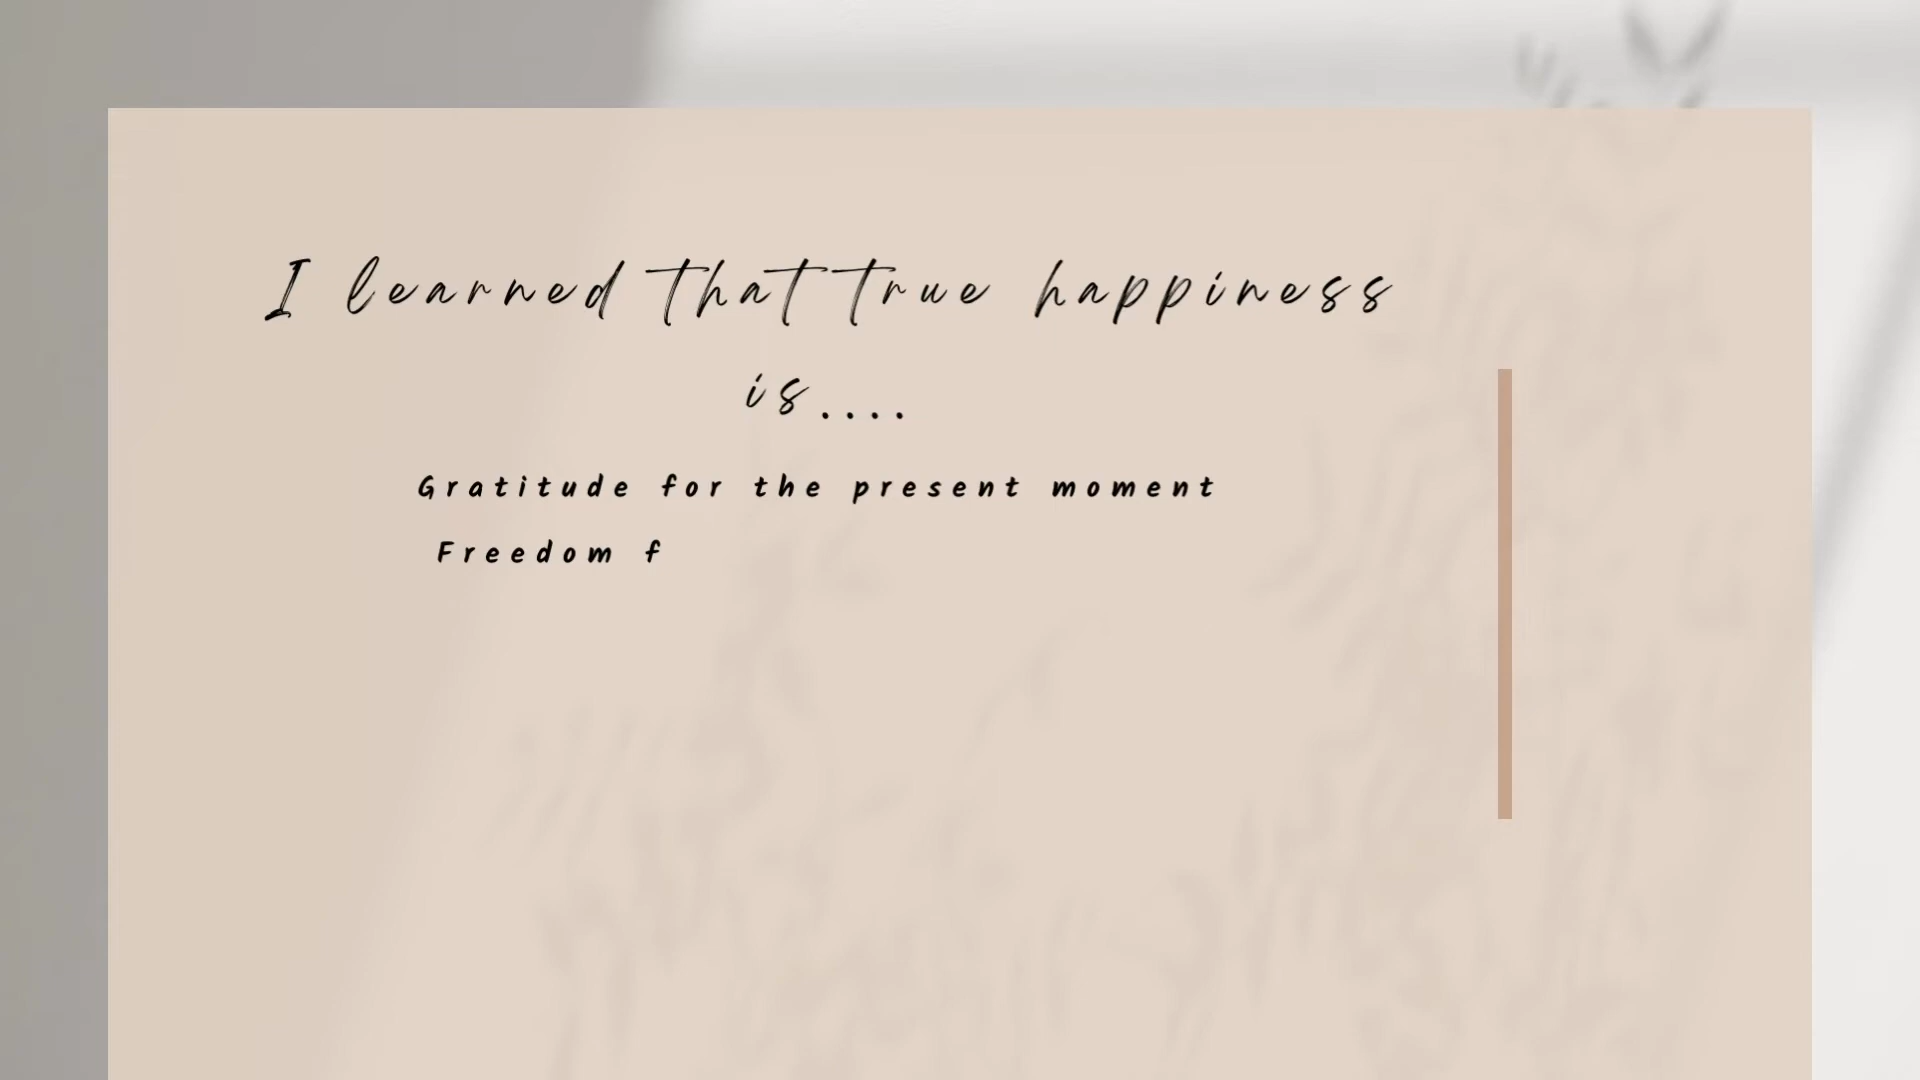 I learned that true happiness
is....
Gratitude for the present moment
Freedom f